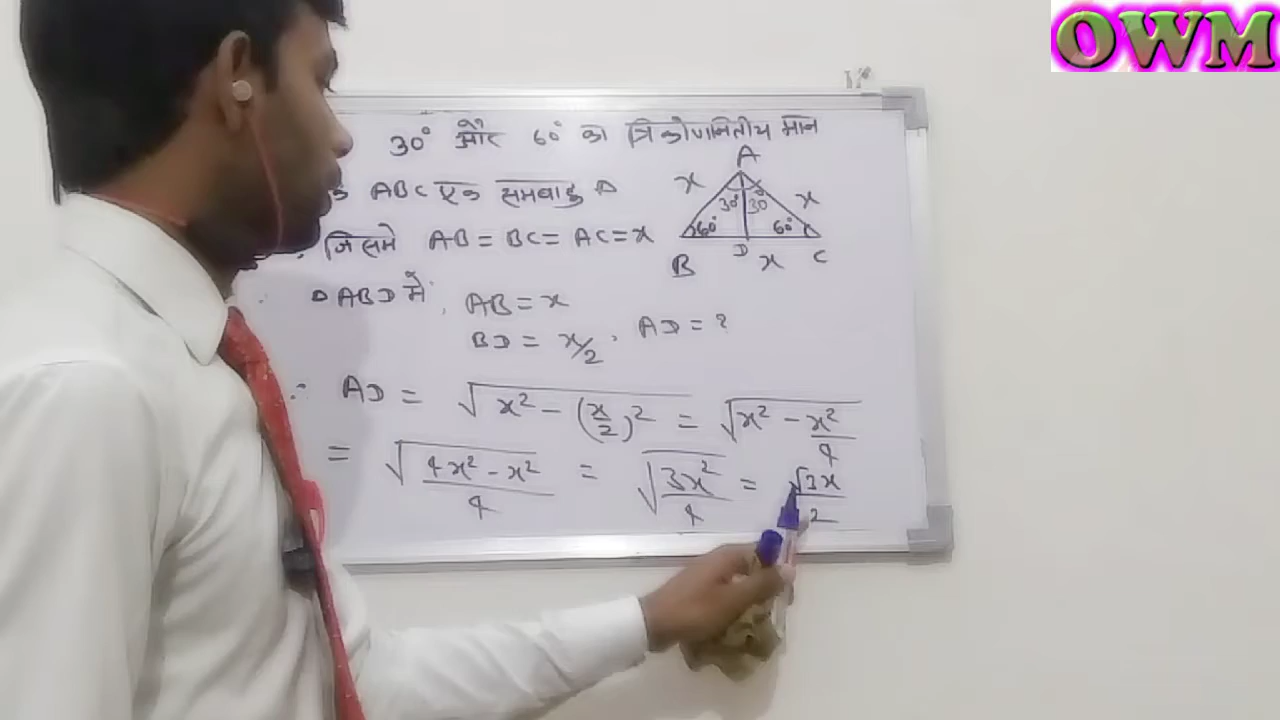 OWM
30° और 60° का त्रिकोणमितीय मान
ABC एक समबाहु Δ
जिसमे AB = BC = AC = x
A
x
x
30° 30°
60° 60°
B D x C
Δ ABD में, AB = x
BD = x/2, AD = ?
∴ AD = √(x² - (x/2)²) = √(x² - x²/4)
= √((4x² - x²)/4) = √(3x²/4) = √3x/2